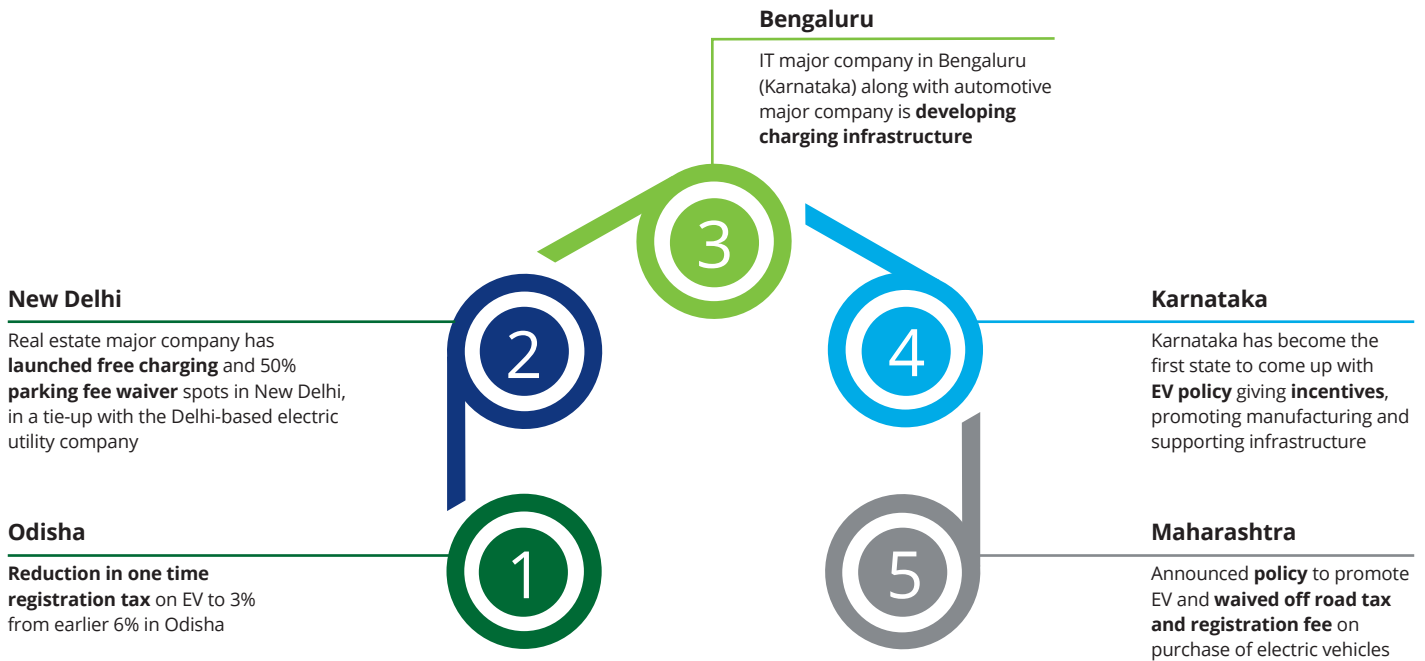 Bengaluru
IT major company in Bengaluru
(Karnataka) along with automotive
major company is developing
charging infrastructure
3
New Delhi
Real estate major company has
launched free charging and 50%
parking fee waiver spots in New Delhi,
in a tie-up with the Delhi-based electric
utility company
2
4
Karnataka
Karnataka has become the
first state to come up with
EV policy giving incentives,
promoting manufacturing and
supporting infrastructure
Odisha
Reduction in one time
registration tax on EV to 3%
from earlier 6% in Odisha
1
5
Maharashtra
Announced policy to promote
EV and waived off road tax
and registration fee on
purchase of electric vehicles